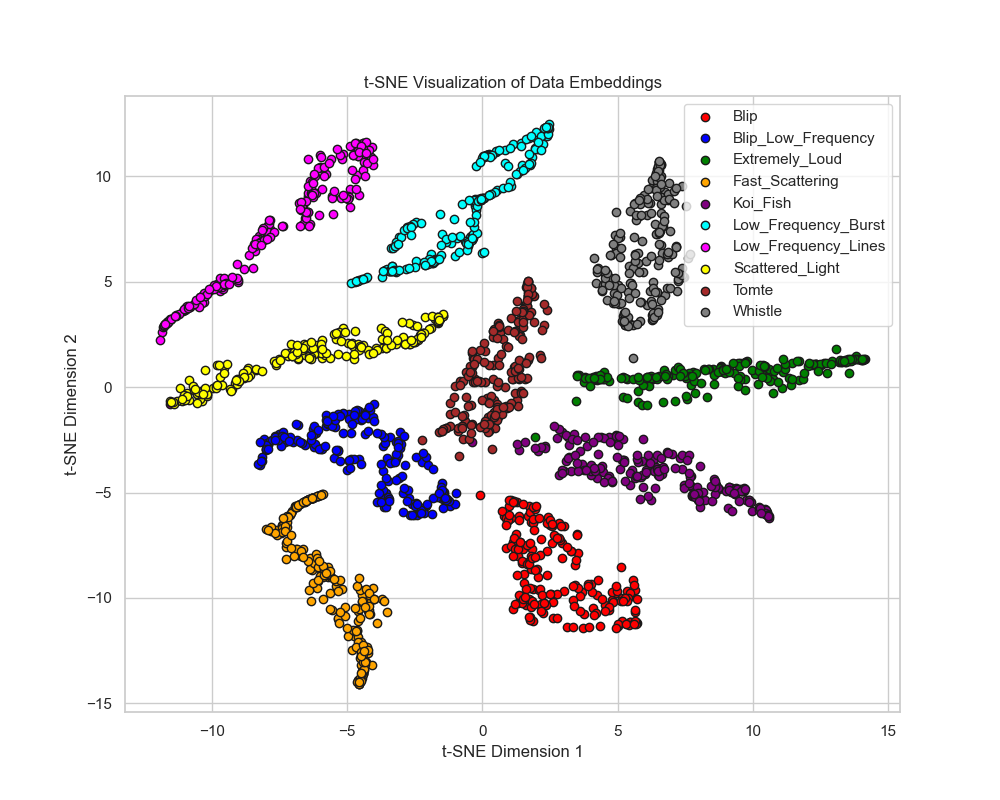 t-SNE Visualization of Data Embeddings
Blip
Blip_Low_Frequency
Extremely_Loud
Fast_Scattering
Koi_Fish
Low_Frequency_Burst
Low_Frequency_Lines
Scattered_Light
Tomte
Whistle
10
5
0
−5
−10
−15
t-SNE Dimension 2
−10
−5
0
5
10
15
t-SNE Dimension 1